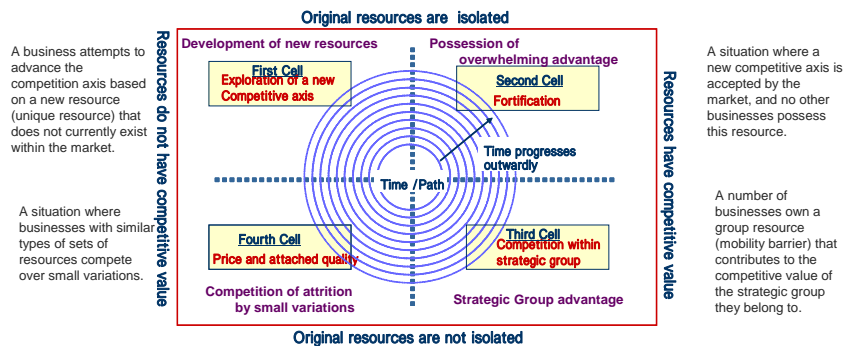 Original resources are isolated
Development of new resources
Possession of
overwhelming advantage
A business attempts to
advance the
competition axis based
on a new resource
(unique resource) that
does not currently exist
within the market.
First Cell
Exploration of a new
Competitive axis
Second Cell
Fortification
A situation where a
new competitive axis is
accepted by the
market, and no other
businesses possess
this resource.
Resources do not have competitive value
Resources have competitive value
Time progresses
outwardly
Time /Path
A situation where
businesses with similar
types of sets of
resources compete
over small variations.
Fourth Cell
Price and attached quality
Third Cell
Competition within
strategic group
A number of
businesses own a
group resource
(mobility barrier) that
contributes to the
competitive value of
the strategic group
they belong to.
Competition of attrition
by small variations
Strategic Group advantage
Original resources are not isolated